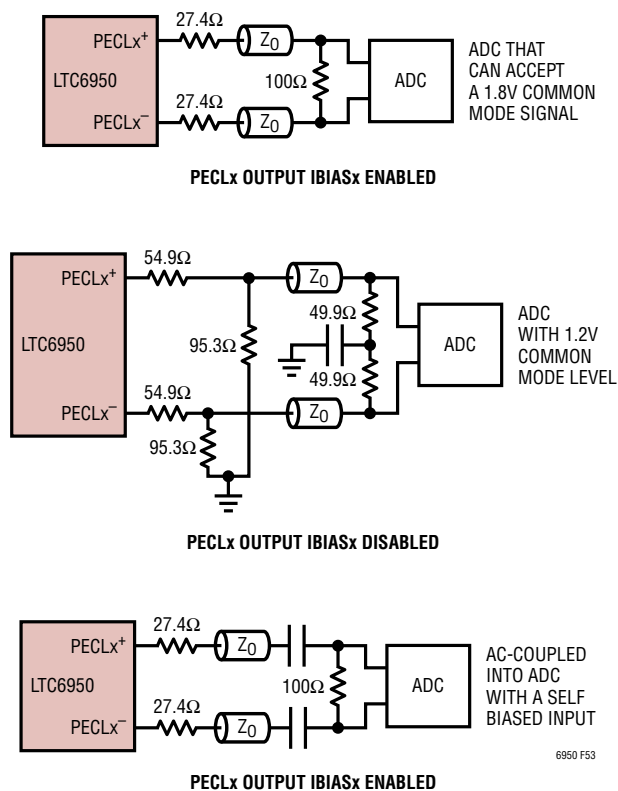 27.4Ω
PECLx+
Z0
LTC6950
100Ω
ADC
27.4Ω
PECLx–
Z0
ADC THAT
CAN ACCEPT
A 1.8V COMMON
MODE SIGNAL
PECLx OUTPUT IBIASx ENABLED
54.9Ω
PECLx+
Z0
49.9Ω
LTC6950
95.3Ω
ADC
49.9Ω
54.9Ω
PECLx–
Z0
95.3Ω
ADC
WITH 1.2V
COMMON
MODE LEVEL
PECLx OUTPUT IBIASx DISABLED
27.4Ω
PECLx+
Z0
LTC6950
100Ω
ADC
27.4Ω
PECLx–
Z0
AC-COUPLED
INTO ADC
WITH A SELF
BIASED INPUT
6950 F53
PECLx OUTPUT IBIASx ENABLED